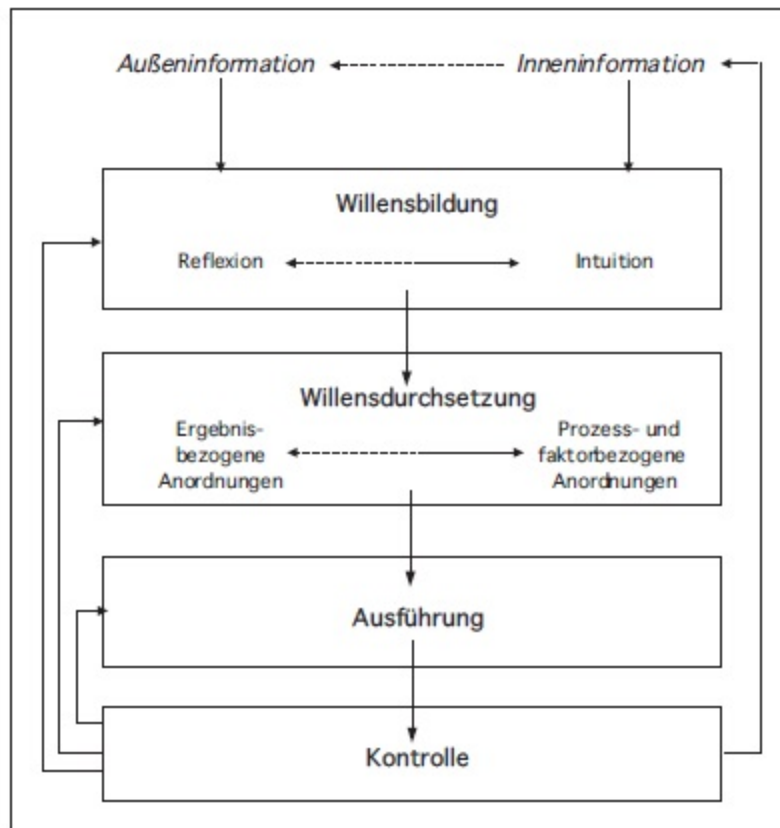 Außeninformation Inneninformation
Willensbildung
Reflexion Intuition
Willensdurchsetzung
Ergebnis-
bezogene
Anordnungen
Prozess- und
faktorbezogene
Anordnungen
Ausführung
Kontrolle